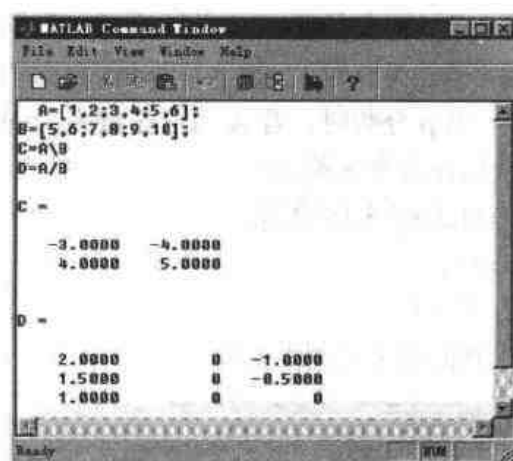 MATLAB Command Window
File Edit View Window Help
A=[1,2;3,4;5,6];
B=[5,6;7,8;9,10];
C=A\B
D=A/B
C =
-3.0000 -4.0000
4.0000 5.0000
D =
2.0000 0 -1.0000
1.5000 0 -0.5000
1.0000 0 0
Ready NUM